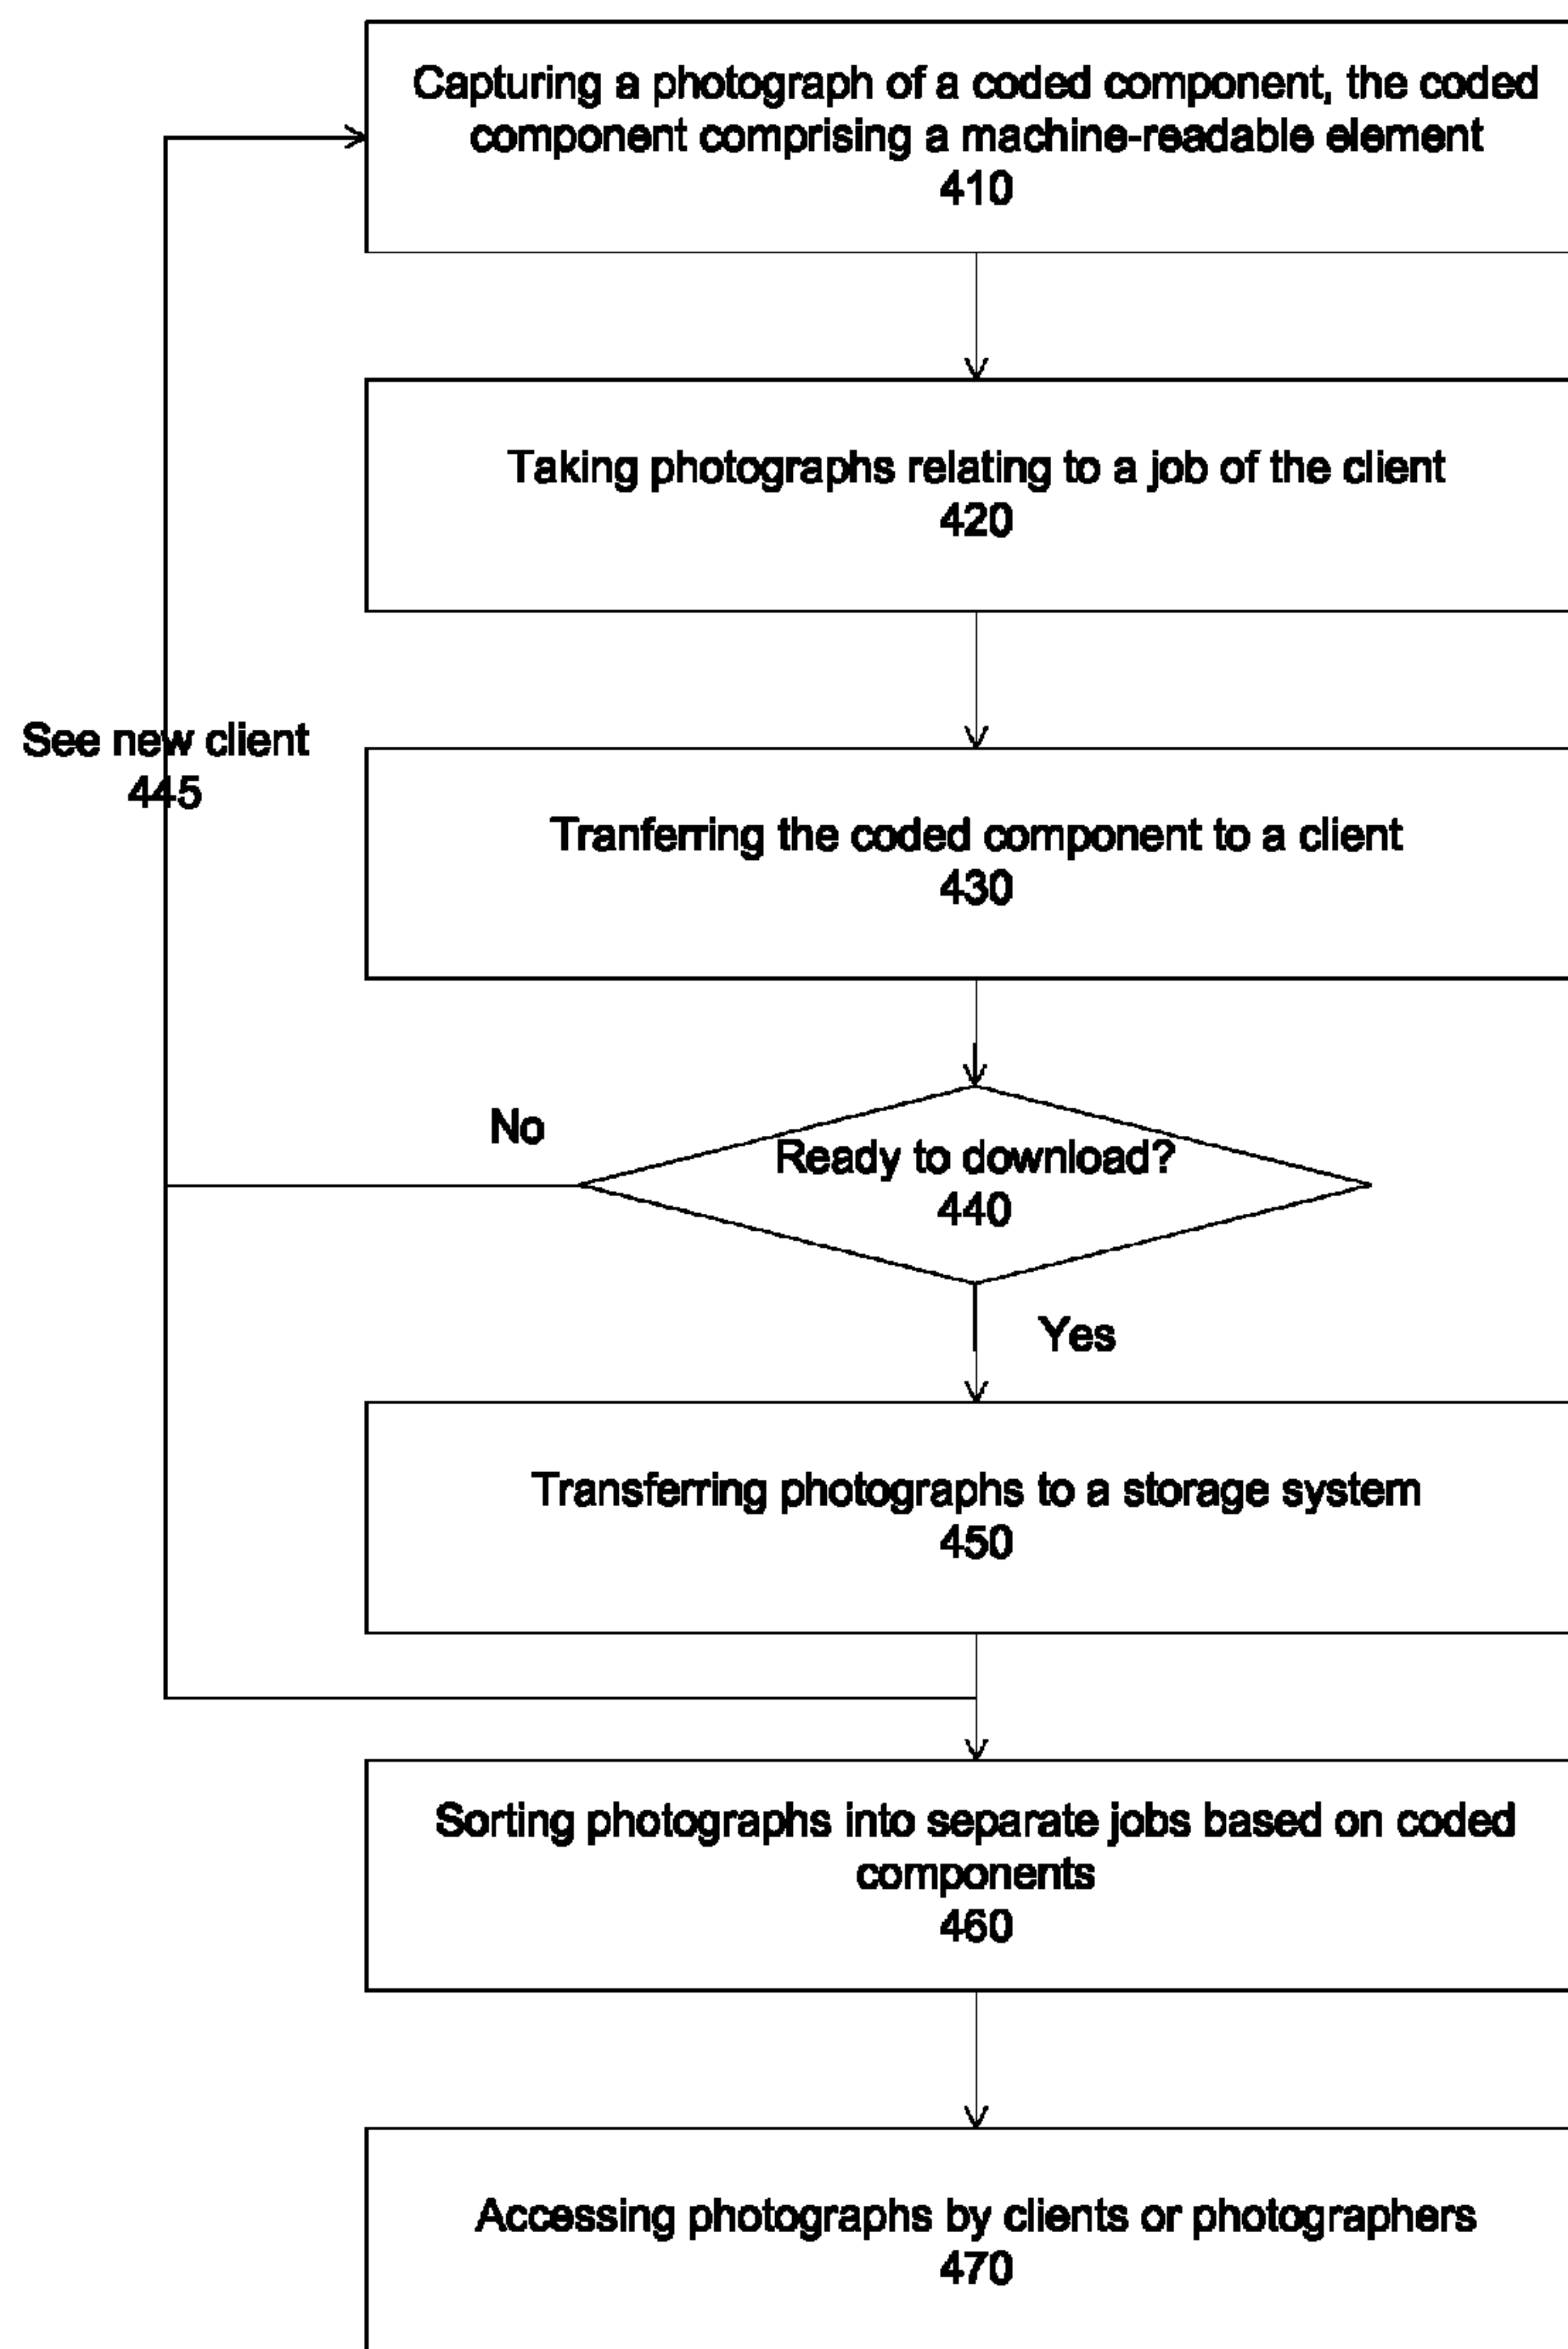 Capturing a photograph of a coded component, the coded
component comprising a machine-readable element
410
Taking photographs relating to a job of the client
420
See new client
445
Tranferring the coded component to a client
430
No
Ready to download?
440
Yes
Transferring photographs to a storage system
450
Sorting photographs into separate jobs based on coded
components
460
Accessing photographs by clients or photographers
470